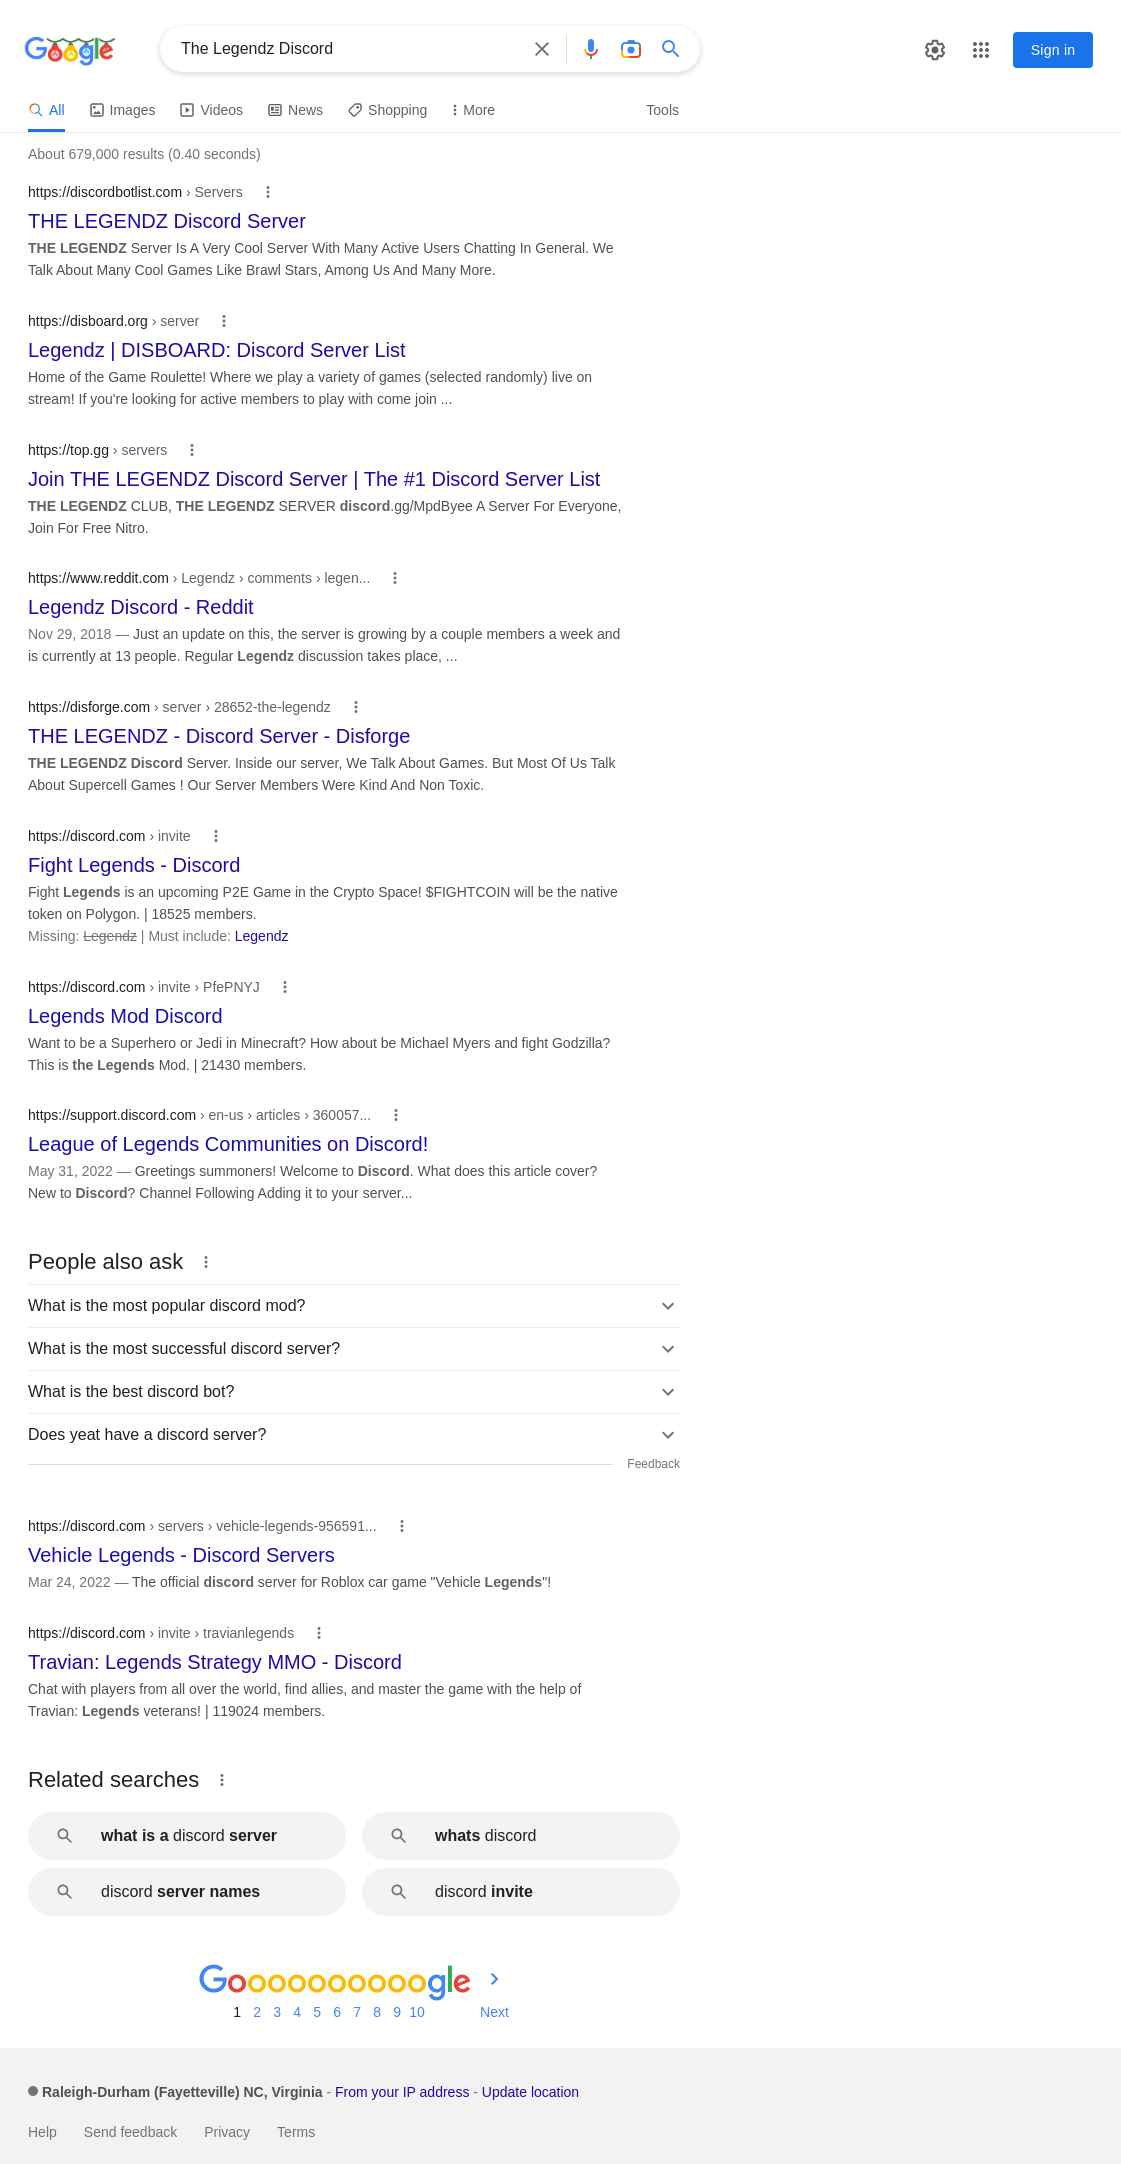 Google
The Legendz Discord
Sign in
All Images Videos News Shopping More Tools
About 679,000 results (0.40 seconds)
https://discordbotlist.com › Servers
THE LEGENDZ Discord Server
THE LEGENDZ Server Is A Very Cool Server With Many Active Users Chatting In General. We
Talk About Many Cool Games Like Brawl Stars, Among Us And Many More.
https://disboard.org › server
Legendz | DISBOARD: Discord Server List
Home of the Game Roulette! Where we play a variety of games (selected randomly) live on
stream! If you're looking for active members to play with come join ...
https://top.gg › servers
Join THE LEGENDZ Discord Server | The #1 Discord Server List
THE LEGENDZ CLUB, THE LEGENDZ SERVER discord.gg/MpdByee A Server For Everyone,
Join For Free Nitro.
https://www.reddit.com › Legendz › comments › legen...
Legendz Discord - Reddit
Nov 29, 2018 — Just an update on this, the server is growing by a couple members a week and
is currently at 13 people. Regular Legendz discussion takes place, ...
https://disforge.com › server › 28652-the-legendz
THE LEGENDZ - Discord Server - Disforge
THE LEGENDZ Discord Server. Inside our server, We Talk About Games. But Most Of Us Talk
About Supercell Games ! Our Server Members Were Kind And Non Toxic.
https://discord.com › invite
Fight Legends - Discord
Fight Legends is an upcoming P2E Game in the Crypto Space! $FIGHTCOIN will be the native
token on Polygon. | 18525 members.
Missing: Legendz | Must include: Legendz
https://discord.com › invite › PfePNYJ
Legends Mod Discord
Want to be a Superhero or Jedi in Minecraft? How about be Michael Myers and fight Godzilla?
This is the Legends Mod. | 21430 members.
https://support.discord.com › en-us › articles › 360057...
League of Legends Communities on Discord!
May 31, 2022 — Greetings summoners! Welcome to Discord. What does this article cover?
New to Discord? Channel Following Adding it to your server...
People also ask
What is the most popular discord mod?
What is the most successful discord server?
What is the best discord bot?
Does yeat have a discord server?
Feedback
https://discord.com › servers › vehicle-legends-956591...
Vehicle Legends - Discord Servers
Mar 24, 2022 — The official discord server for Roblox car game "Vehicle Legends"!
https://discord.com › invite › travianlegends
Travian: Legends Strategy MMO - Discord
Chat with players from all over the world, find allies, and master the game with the help of
Travian: Legends veterans! | 119024 members.
Related searches
what is a discord server
whats discord
discord server names
discord invite
Goooooooooogle
1 2 3 4 5 6 7 8 9 10 Next
Raleigh-Durham (Fayetteville) NC, Virginia - From your IP address - Update location
Help Send feedback Privacy Terms